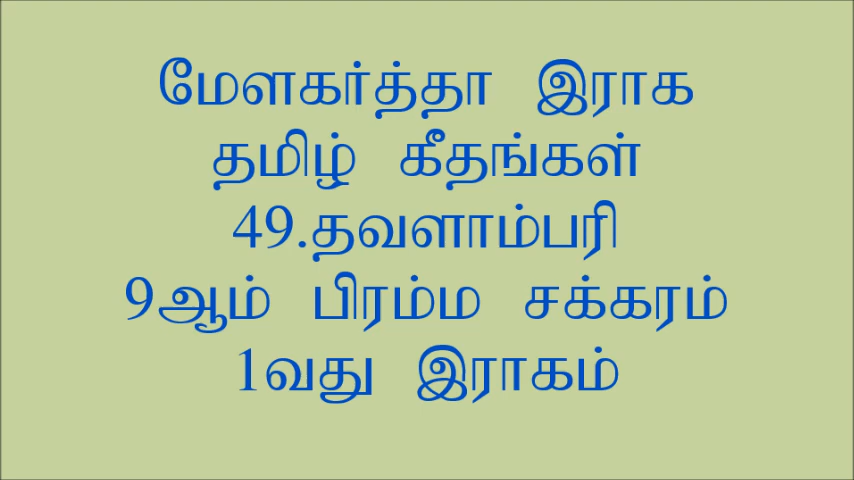 மேளகர்த்தா இராக
தமிழ் கீதங்கள்
49.தவளாம்பரி
9ஆம் பிரம்ம சக்கரம்
1வது இராகம்